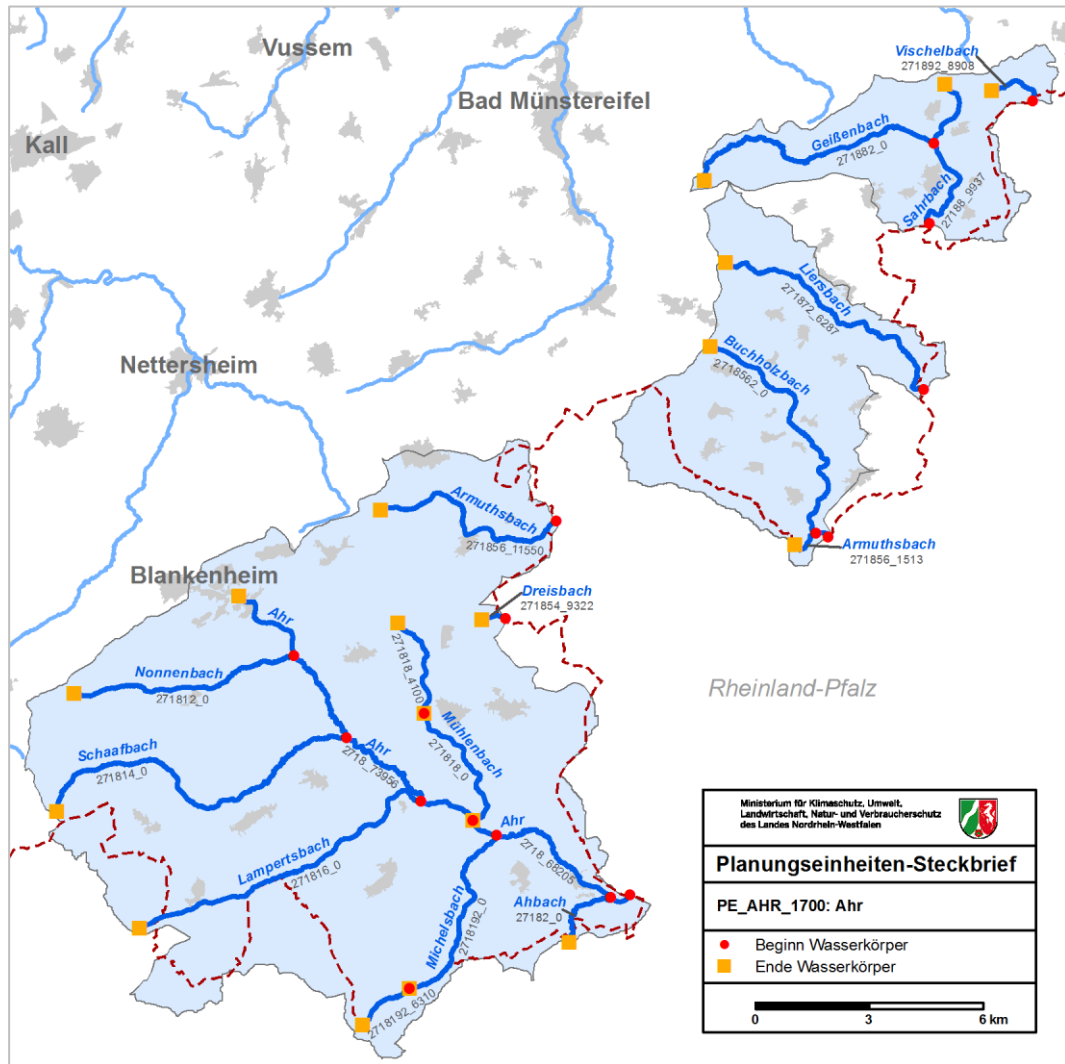 Vussem
Bad Münstereifel
Kall
Nettersheim
Vischelbach
271892_8908
Geißenbach
271882_0
Sahrbach
27188_9937
Liersbach
271872_6287
Buchholzbach
2718562_0
Armuthsbach
271856_11550
Armuthsbach
271856_1513
Blankenheim
Dreisbach
271854_9322
Ahr
Nonnenbach
271812_0
271818_4100
Mühlenbach
271818_0
Rheinland-Pfalz
Schaafbach
271814_0
Ahr
2718_73956
Ahr
2718_68205
Lampertsbach
271816_0
Michelsbach
2718192_0
2718192_6310
Ahbach
27182_0
Ministerium für Klimaschutz, Umwelt,
Landwirtschaft, Natur- und Verbraucherschutz
des Landes Nordrhein-Westfalen
Planungseinheiten-Steckbrief
PE_AHR_1700: Ahr
Beginn Wasserkörper
Ende Wasserkörper
0 3 6 km